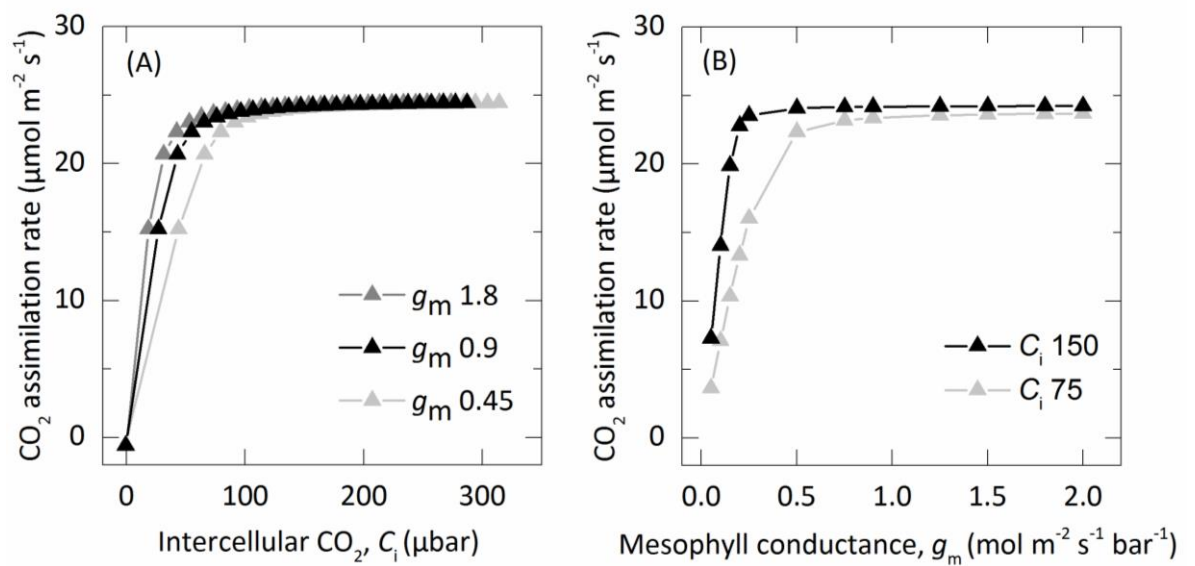 (A)
CO₂ assimilation rate (µmol m⁻² s⁻¹)
30
20
10
0
gm 1.8
gm 0.9
gm 0.45
0 100 200 300
Intercellular CO₂, Ci (µbar)
(B)
CO₂ assimilation rate (µmol m⁻² s⁻¹)
30
20
10
0
Ci 150
Ci 75
0.0 0.5 1.0 1.5 2.0
Mesophyll conductance, gm (mol m⁻² s⁻¹ bar⁻¹)